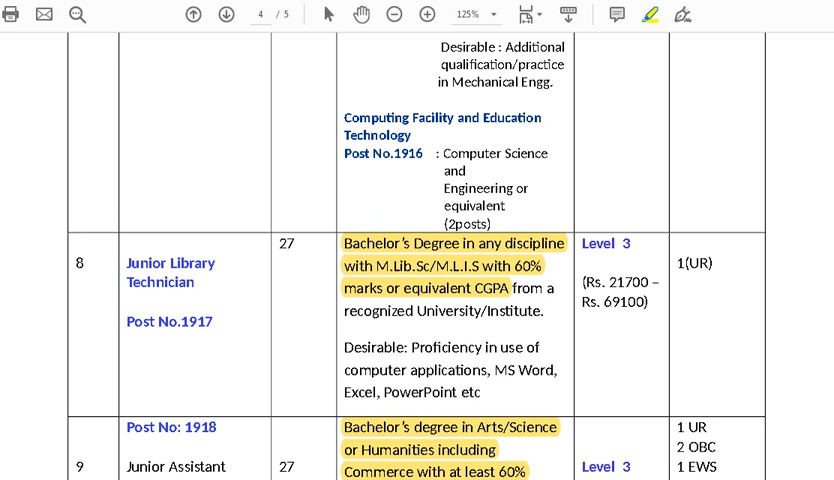 4 / 5
125%
Desirable : Additional
qualification/practice
in Mechanical Engg.
Computing Facility and Education
Technology
Post No.1916 : Computer Science
and
Engineering or
equivalent
(2posts)
8
Junior Library
Technician
Post No.1917
27
Bachelor's Degree in any discipline
with M.Lib.Sc/M.L.I.S with 60%
marks or equivalent CGPA from a
recognized University/Institute.
Desirable: Proficiency in use of
computer applications, MS Word,
Excel, PowerPoint etc
Level 3
(Rs. 21700 –
Rs. 69100)
1(UR)
9
Post No: 1918
Junior Assistant
27
Bachelor's degree in Arts/Science
or Humanities including
Commerce with at least 60%
Level 3
1 UR
2 OBC
1 EWS